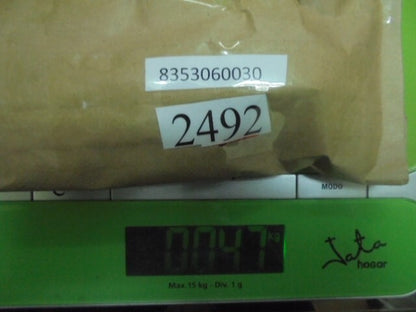 8353060030
2492
MODO
0047 kg
Max 15 kg - Div. 1 g
Jata
hogar